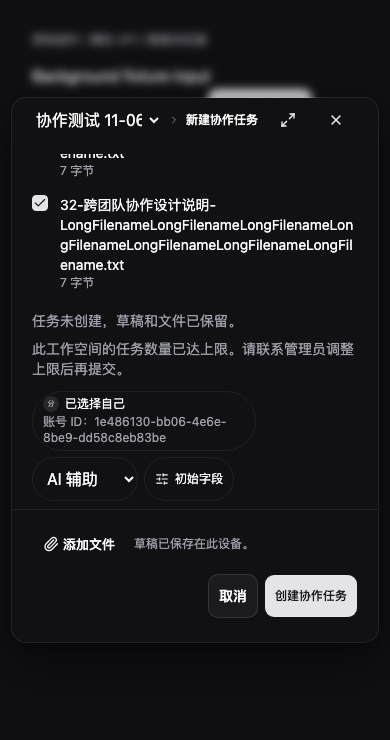 Background fixture input
协作测试 11-06 › 新建协作任务
ename.txt
7 字节
32-跨团队协作设计说明-
LongFilenameLongFilenameLongFilenameLon
gFilenameLongFilenameLongFilenameLongFil
ename.txt
7 字节
任务未创建，草稿和文件已保留。
此工作空间的任务数量已达上限。请联系管理员调整
上限后再提交。
分 已选择自己
账号 ID：1e486130-bb06-4e6e-
8be9-dd58c8eb83be
AI 辅助
初始字段
添加文件
草稿已保存在此设备。
取消
创建协作任务